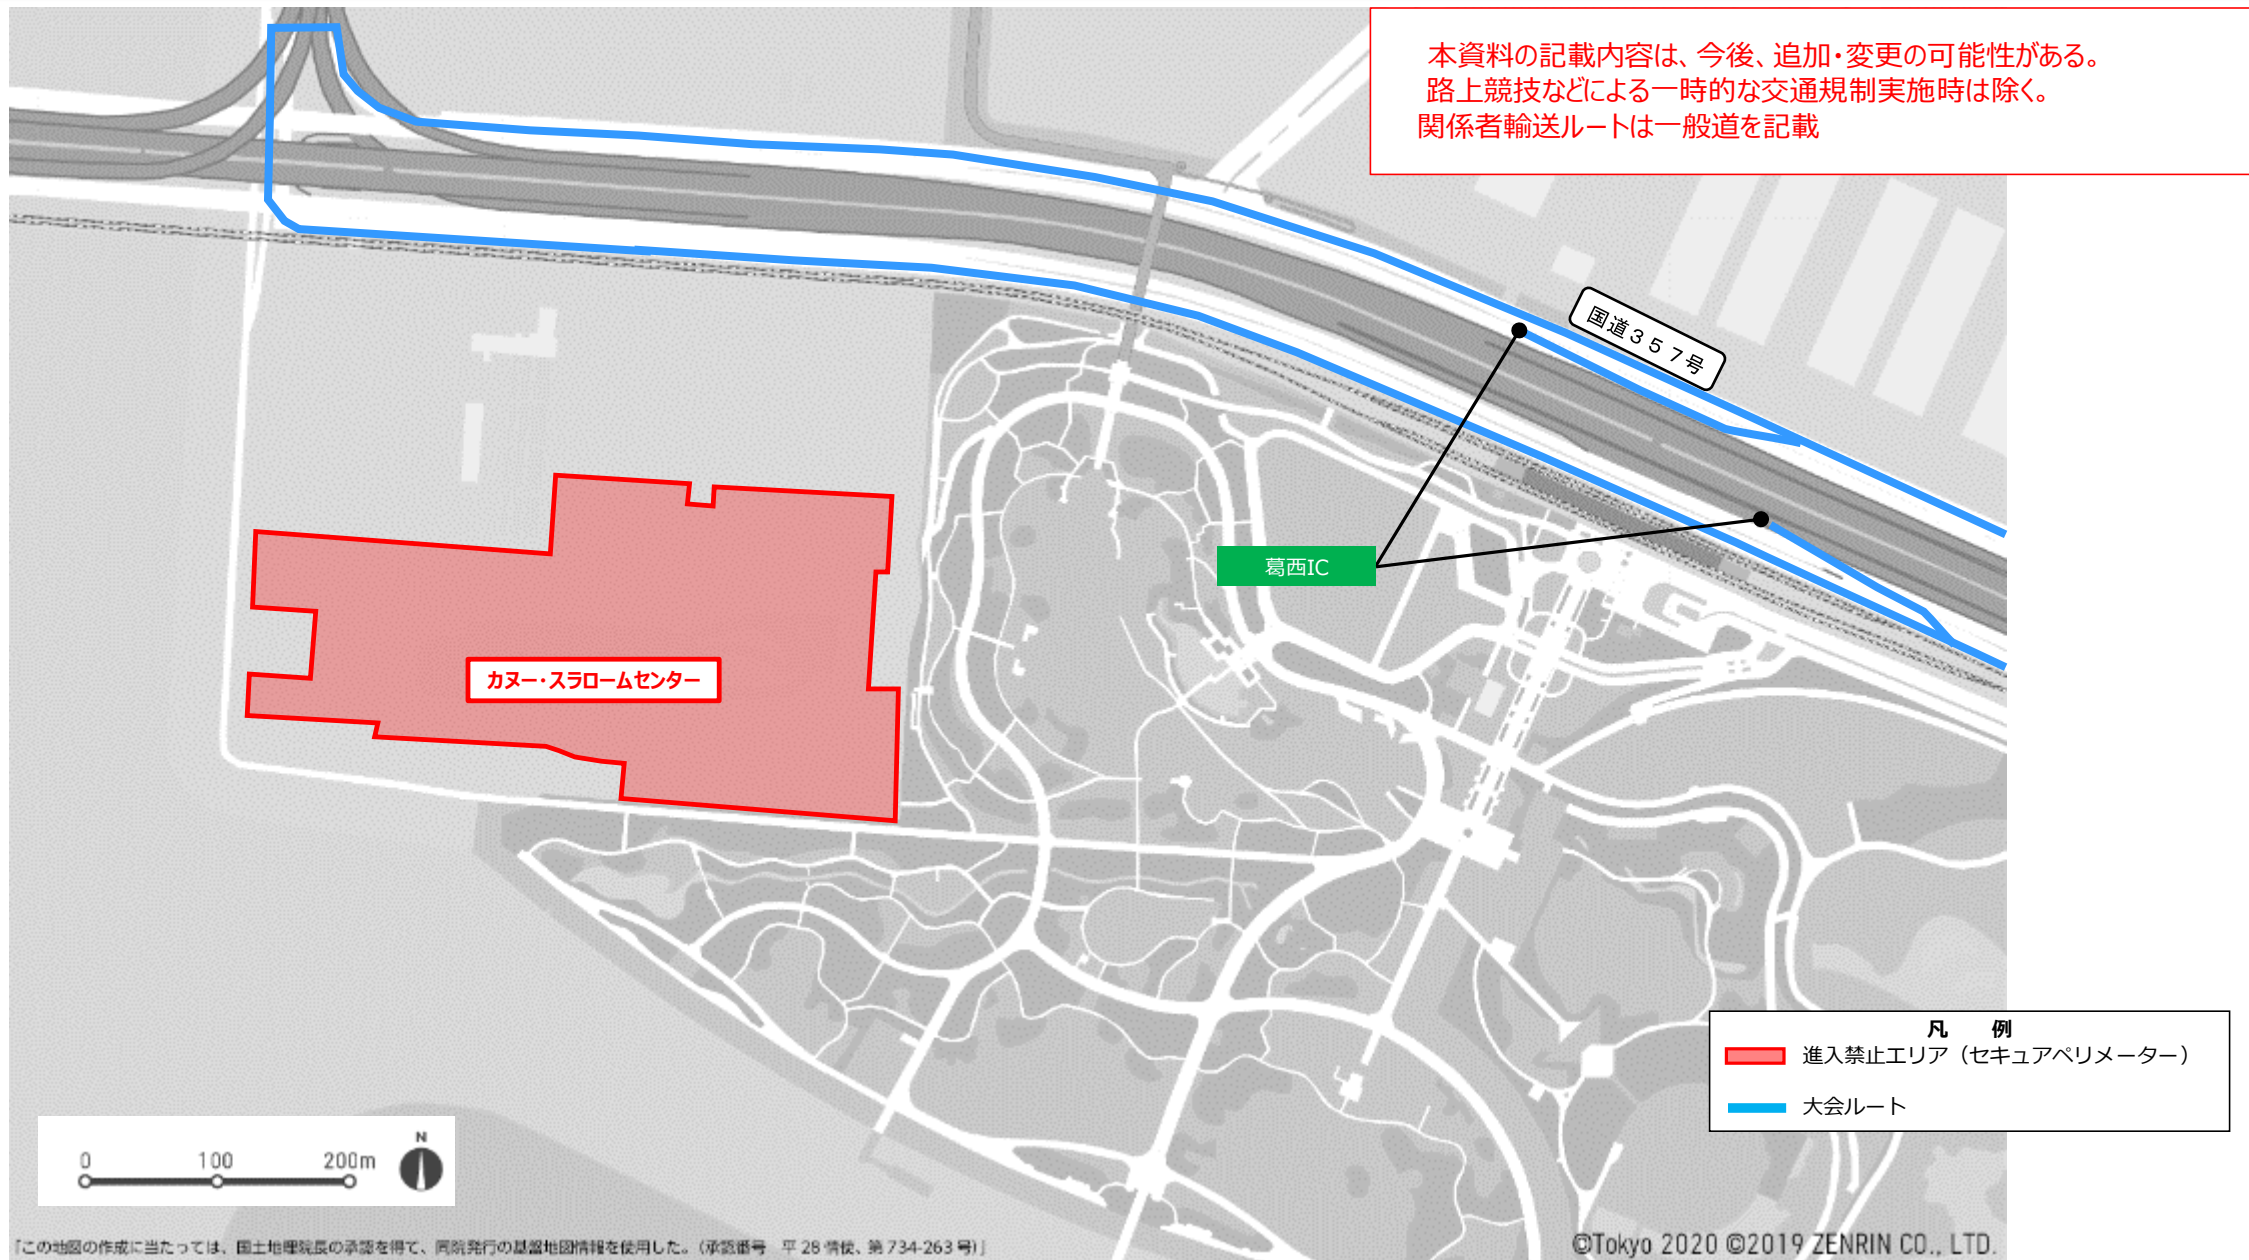 本資料の記載内容は、今後、追加・変更の可能性がある。
路上競技などによる一時的な交通規制実施時は除く。
関係者輸送ルートは一般道を記載
国道３５７号
葛西IC
カヌー・スラロームセンター
凡　例
進入禁止エリア（セキュアペリメーター）
大会ルート
0 100 200m
N
「この地図の作成に当たっては、国土地理院長の承認を得て、同院発行の基盤地図情報を使用した。（承認番号　平 28 情使、第 734-263 号）」
©Tokyo 2020 ©2019 ZENRIN CO., LTD.